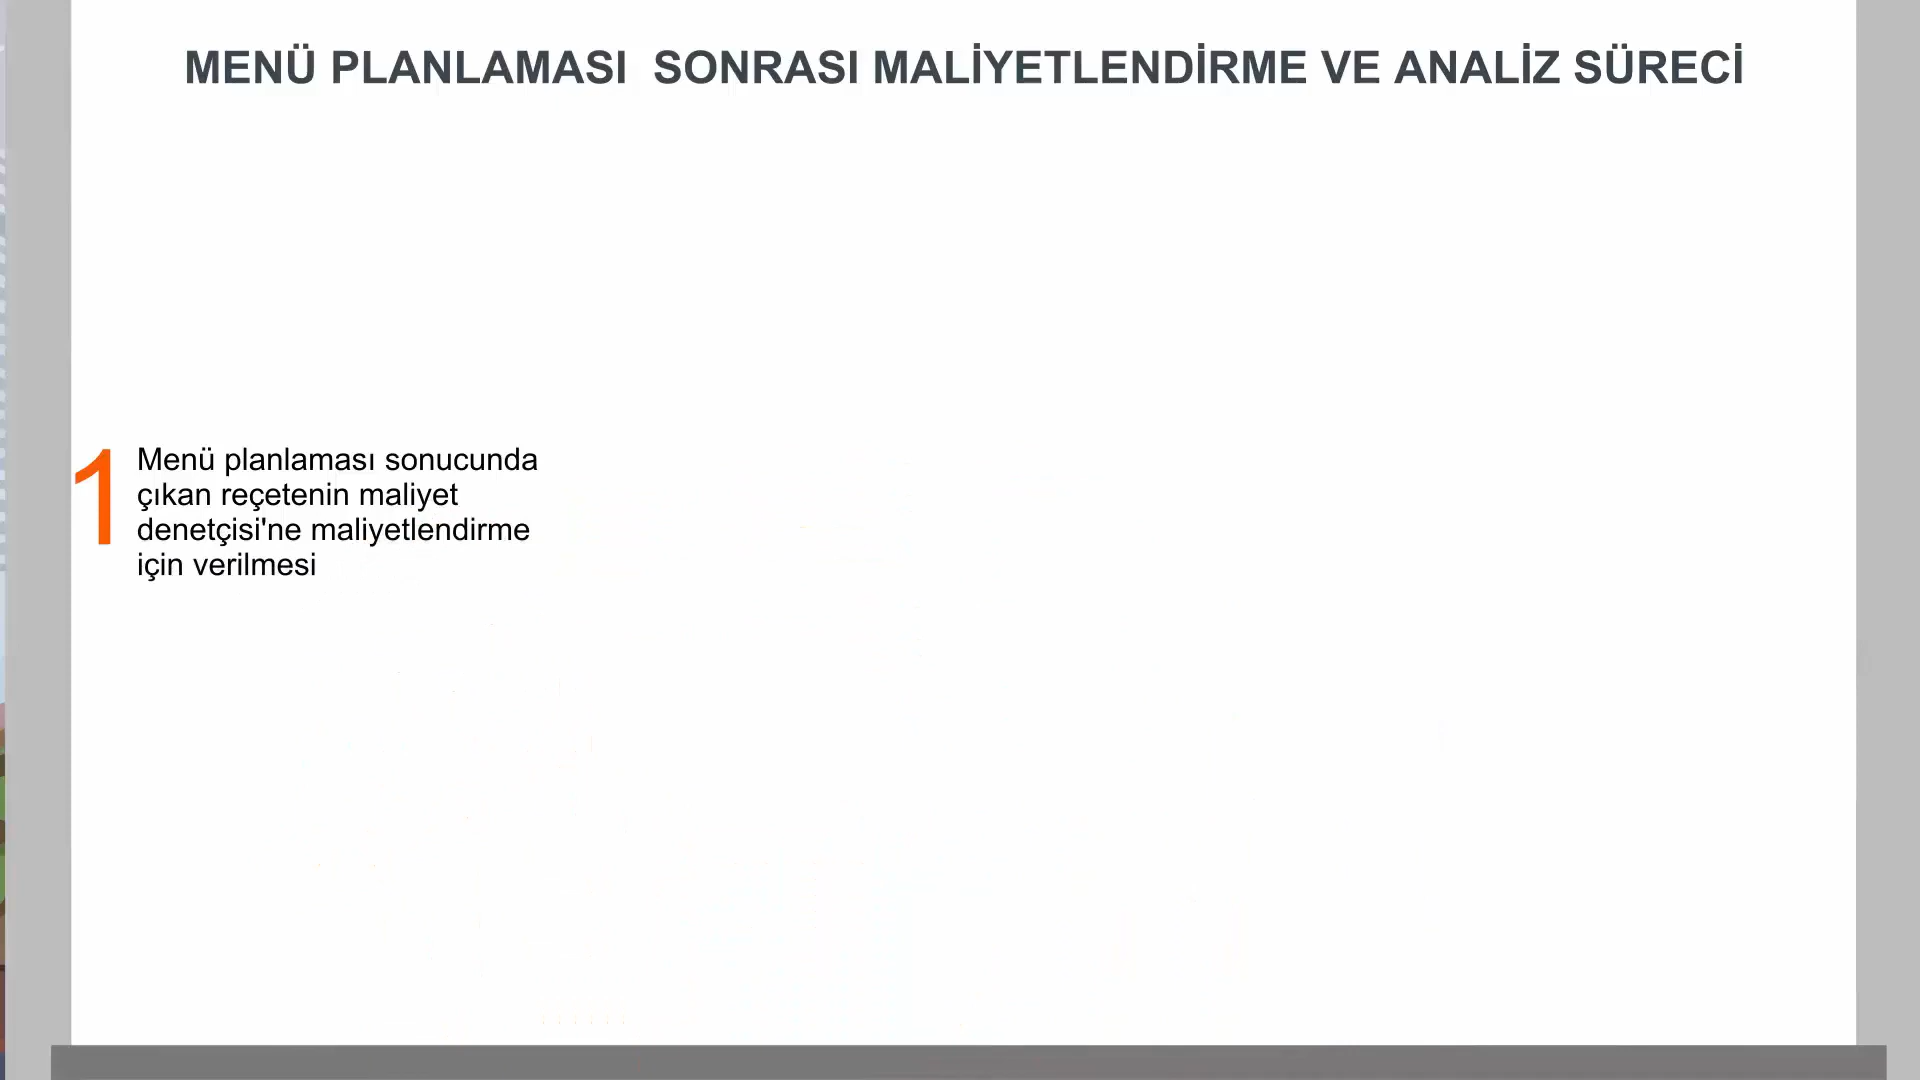 MENÜ PLANLAMASI  SONRASI MALİYETLENDİRME VE ANALİZ SÜRECİ
1
Menü planlaması sonucunda
çıkan reçetenin maliyet
denetçisi'ne maliyetlendirme
için verilmesi